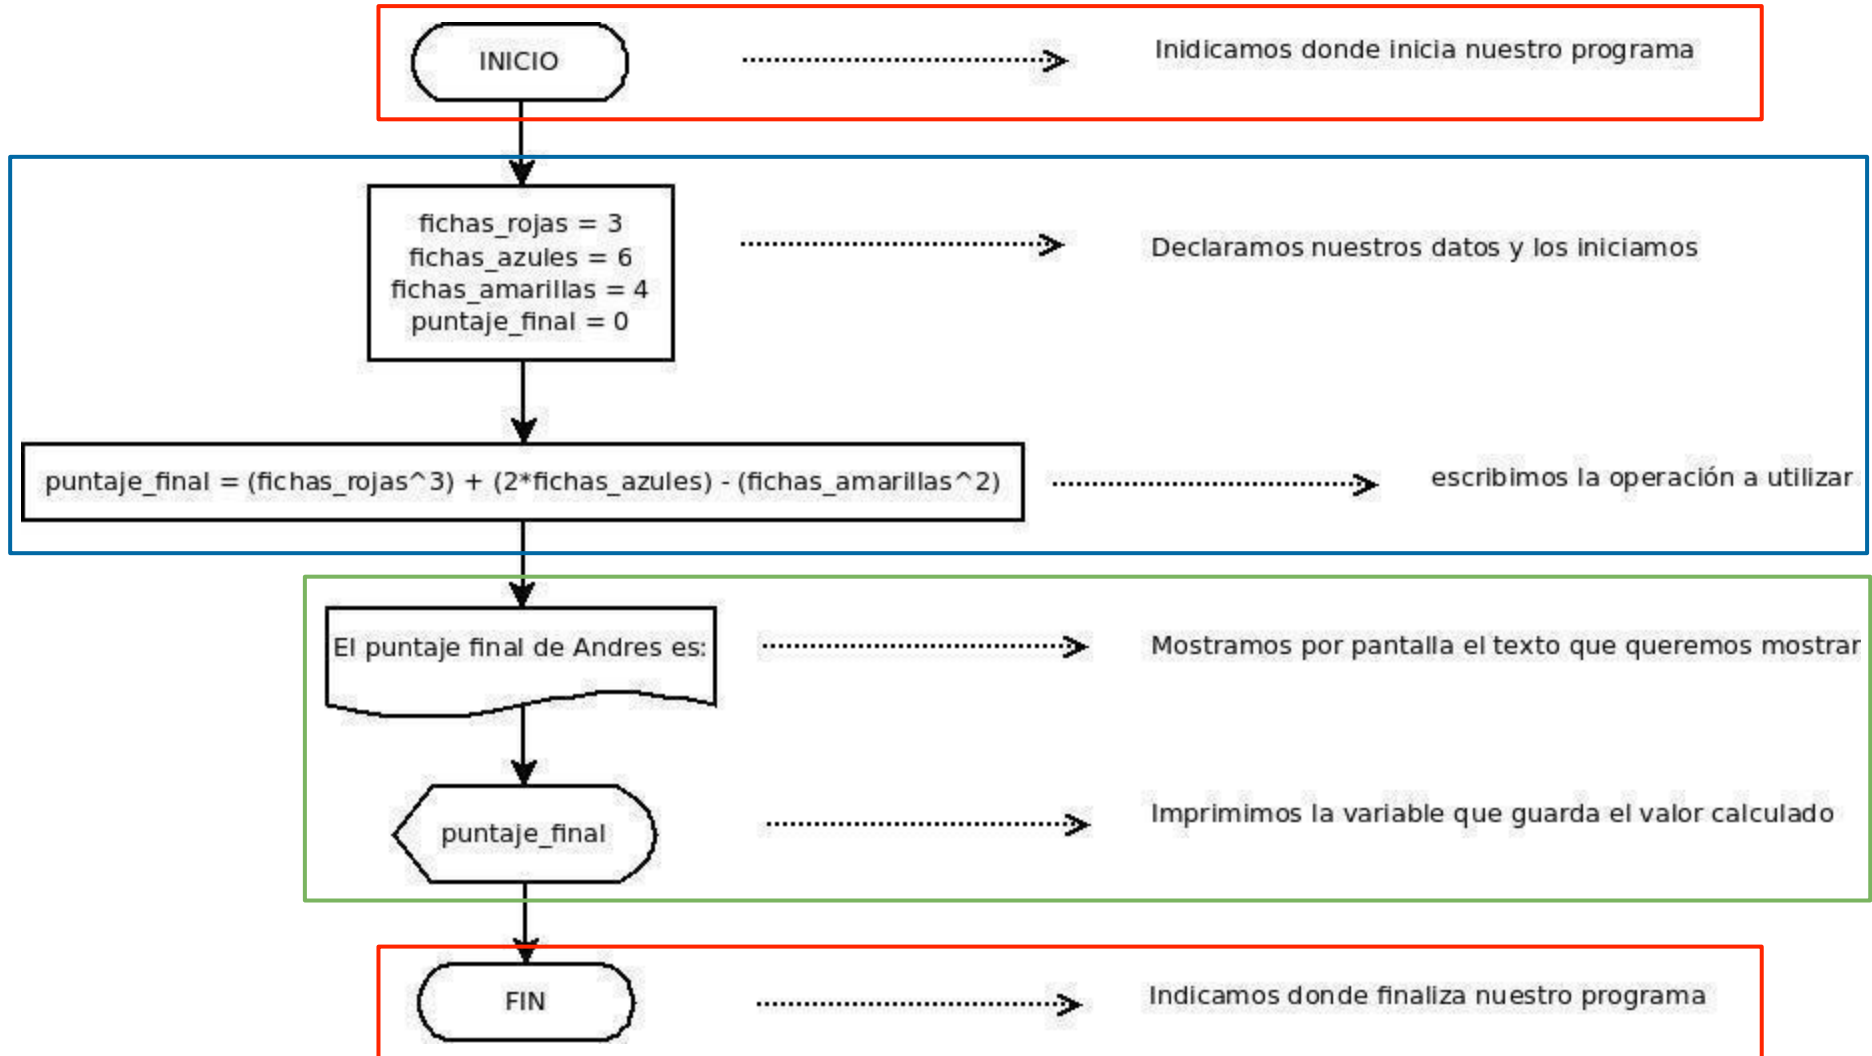 INICIO
Inidicamos donde inicia nuestro programa
fichas_rojas = 3
fichas_azules = 6
fichas_amarillas = 4
puntaje_final = 0
Declaramos nuestros datos y los iniciamos
puntaje_final = (fichas_rojas^3) + (2*fichas_azules) - (fichas_amarillas^2)
escribimos la operación a utilizar
El puntaje final de Andres es:
Mostramos por pantalla el texto que queremos mostrar
puntaje_final
Imprimimos la variable que guarda el valor calculado
FIN
Indicamos donde finaliza nuestro programa